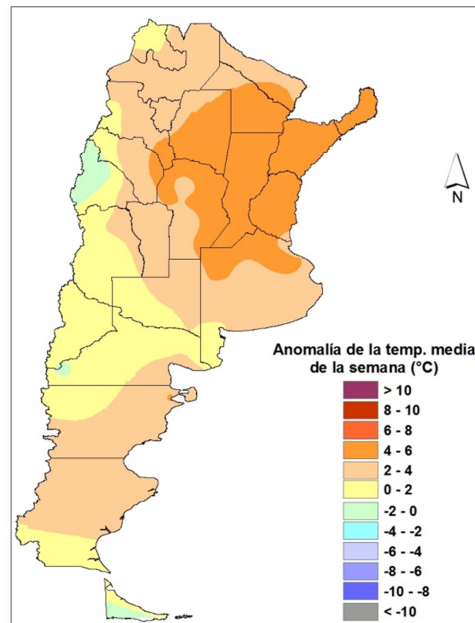 N
Anomalía de la temp. media
de la semana (°C)
> 10
8 - 10
6 - 8
4 - 6
2 - 4
0 - 2
-2 - 0
-4 - -2
-6 - -4
-8 - -6
-10 - -8
< -10